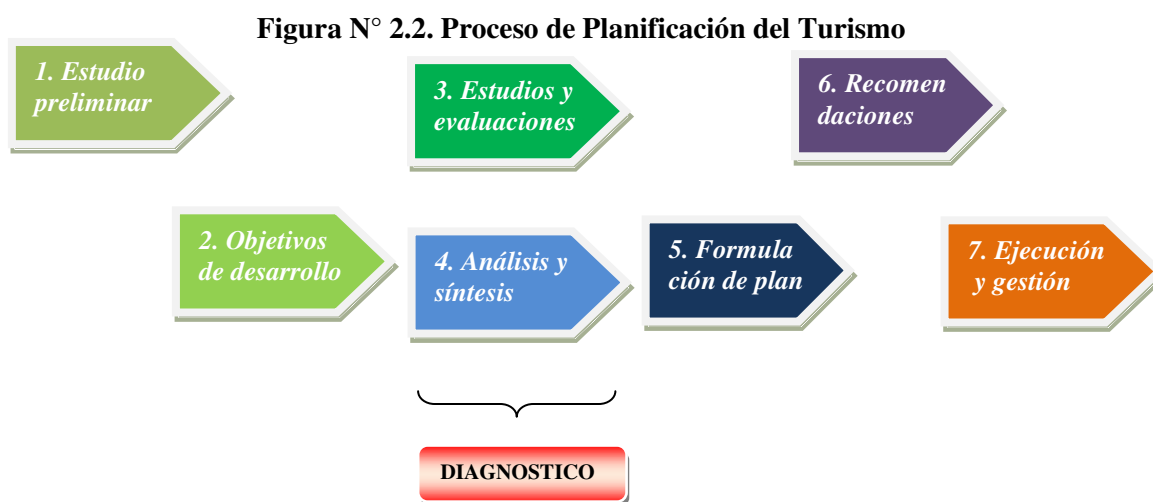 Figura N° 2.2. Proceso de Planificación del Turismo
1. Estudio
preliminar
2. Objetivos
de desarrollo
3. Estudios y
evaluaciones
4. Análisis y
síntesis
5. Formula
ción de plan
6. Recomen
daciones
7. Ejecución
y gestión
DIAGNOSTICO